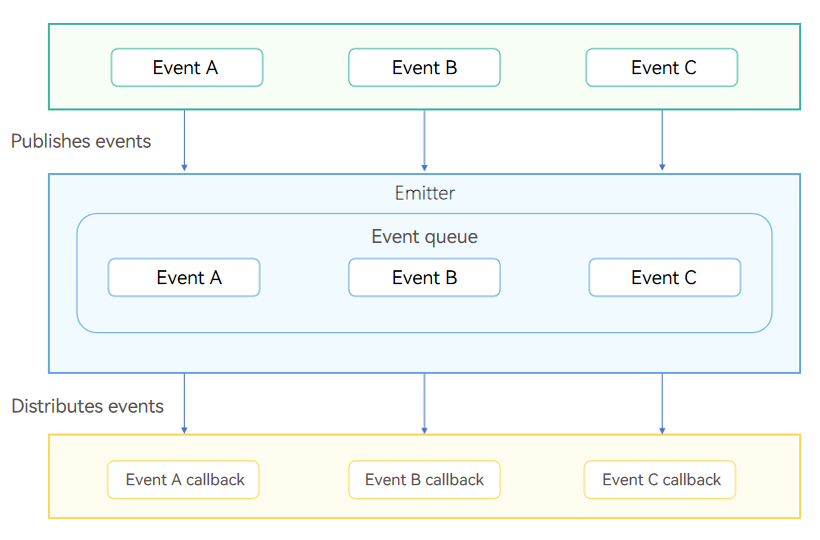 Event A
Event B
Event C
Publishes events
Emitter
Event queue
Event A
Event B
Event C
Distributes events
Event A callback
Event B callback
Event C callback